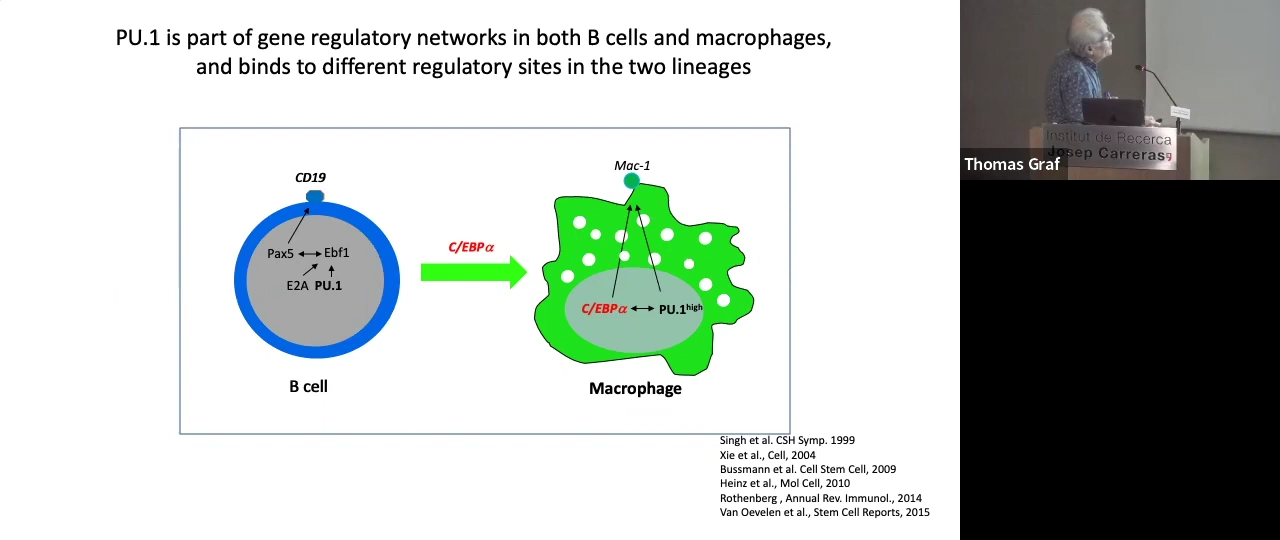 PU.1 is part of gene regulatory networks in both B cells and macrophages,
and binds to different regulatory sites in the two lineages
CD19
Pax5
Ebf1
E2A
PU.1
B cell
C/EBPα
Mac-1
C/EBPα
PU.1high
Macrophage
Singh et al. CSH Symp. 1999
Xie et al., Cell, 2004
Bussmann et al. Cell Stem Cell, 2009
Heinz et al., Mol Cell, 2010
Rothenberg , Annual Rev. Immunol., 2014
Van Oevelen et al., Stem Cell Reports, 2015
Institut de Recerca
Josep Carreras
Thomas Graf